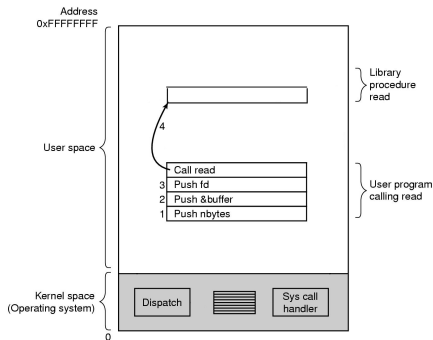 Address
0xFFFFFFFF
Library
procedure
read
4
User space
Call read
3 Push fd
2 Push &buffer
1 Push nbytes
User program
calling read
Kernel space
(Operating system)
Dispatch
Sys call
handler
0